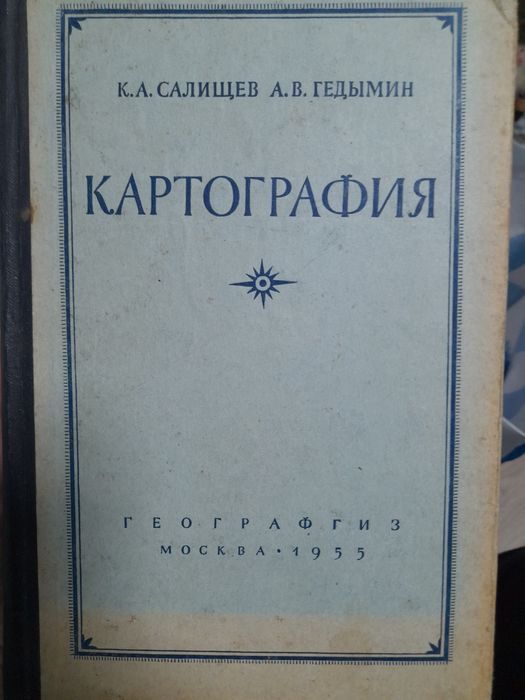 К. А. САЛИЩЕВ А. В. ГЕДЫМИН
КАРТОГРАФИЯ
ГЕОГРАФГИЗ
МОСКВА · 1955